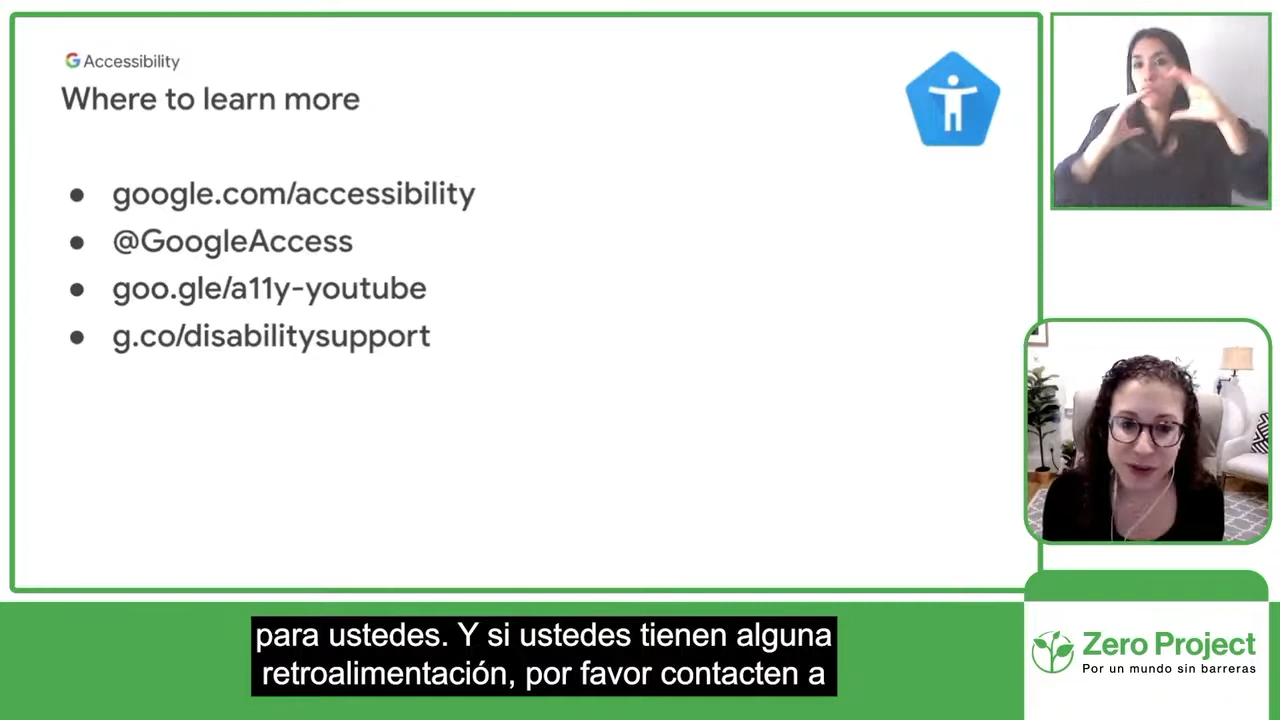 Accessibility
Where to learn more
● google.com/accessibility
● @GoogleAccess
● goo.gle/a11y-youtube
● g.co/disabilitysupport
para ustedes. Y si ustedes tienen alguna
retroalimentación, por favor contacten a
Zero Project
Por un mundo sin barreras